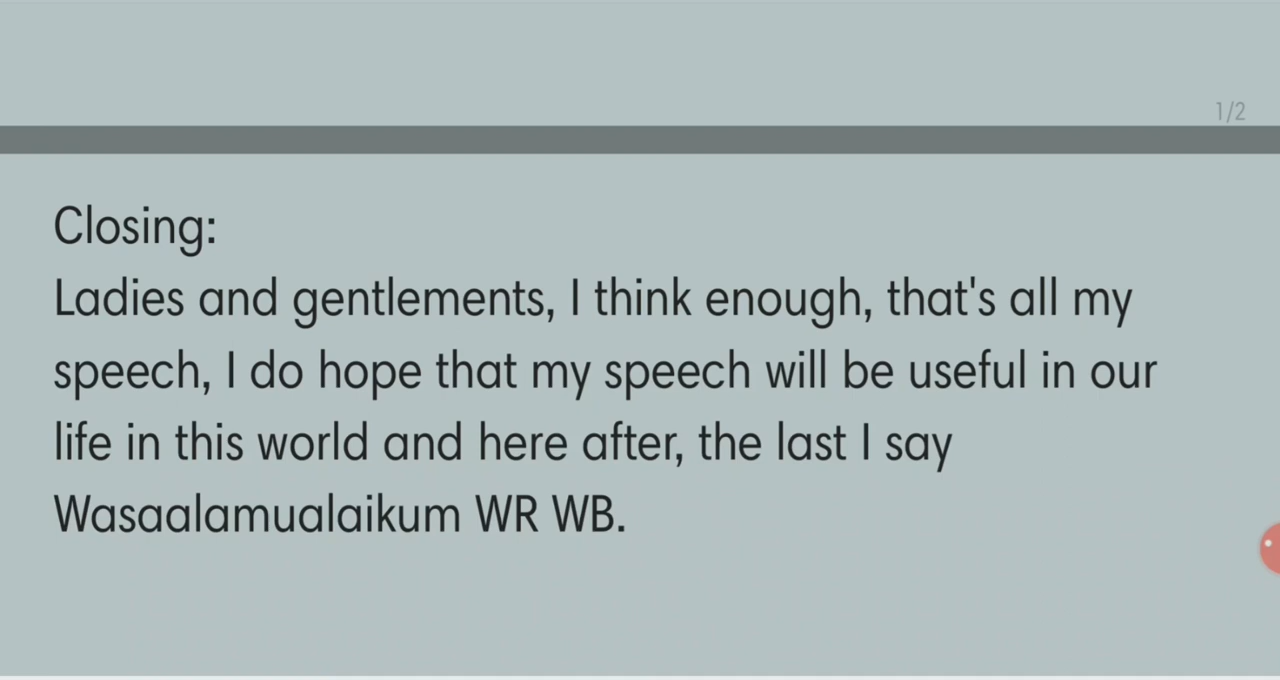 1/2
Closing:
Ladies and gentlements, I think enough, that's all my
speech, I do hope that my speech will be useful in our
life in this world and here after, the last I say
Wasaalamualaikum WR WB.